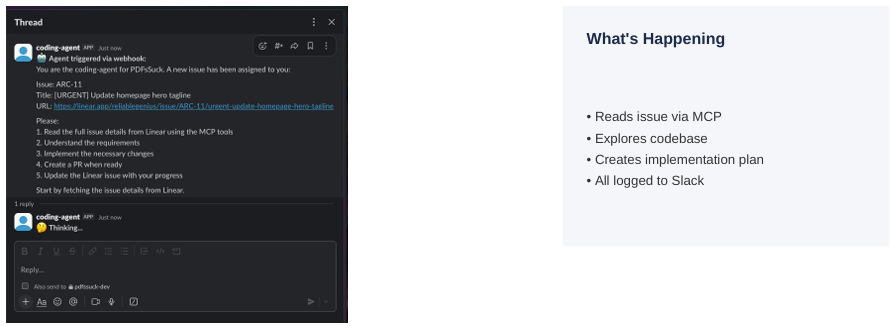 Thread
coding-agent APP Just now
Agent triggered via webhook:
You are the coding-agent for PDFsSuck. A new issue has been assigned to you:
Issue: ARC-11
Title: [URGENT] Update homepage hero tagline
URL: https://linear.app/reliablegenius/issue/ARC-11/urgent-update-homepage-hero-tagline
Please:
1. Read the full issue details from Linear using the MCP tools
2. Understand the requirements
3. Implement the necessary changes
4. Create a PR when ready
5. Update the Linear issue with your progress
Start by fetching the issue details from Linear.
1 reply
coding-agent APP Just now
Thinking...
Reply...
Also send to pdfssuck-dev
What's Happening
• Reads issue via MCP
• Explores codebase
• Creates implementation plan
• All logged to Slack